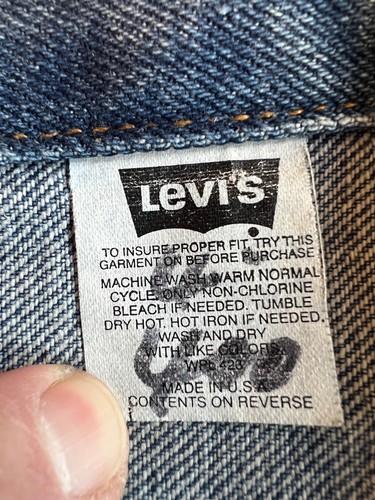 LEVI'S
TO INSURE PROPER FIT, TRY THIS
GARMENT ON BEFORE PURCHASE
MACHINE WASH WARM NORMAL
CYCLE. ONLY NON-CHLORINE
BLEACH IF NEEDED. TUMBLE
DRY HOT. HOT IRON IF NEEDED.
WASH AND DRY
WITH LIKE COLORS.
WPL 423
MADE IN U.S.A.
CONTENTS ON REVERSE